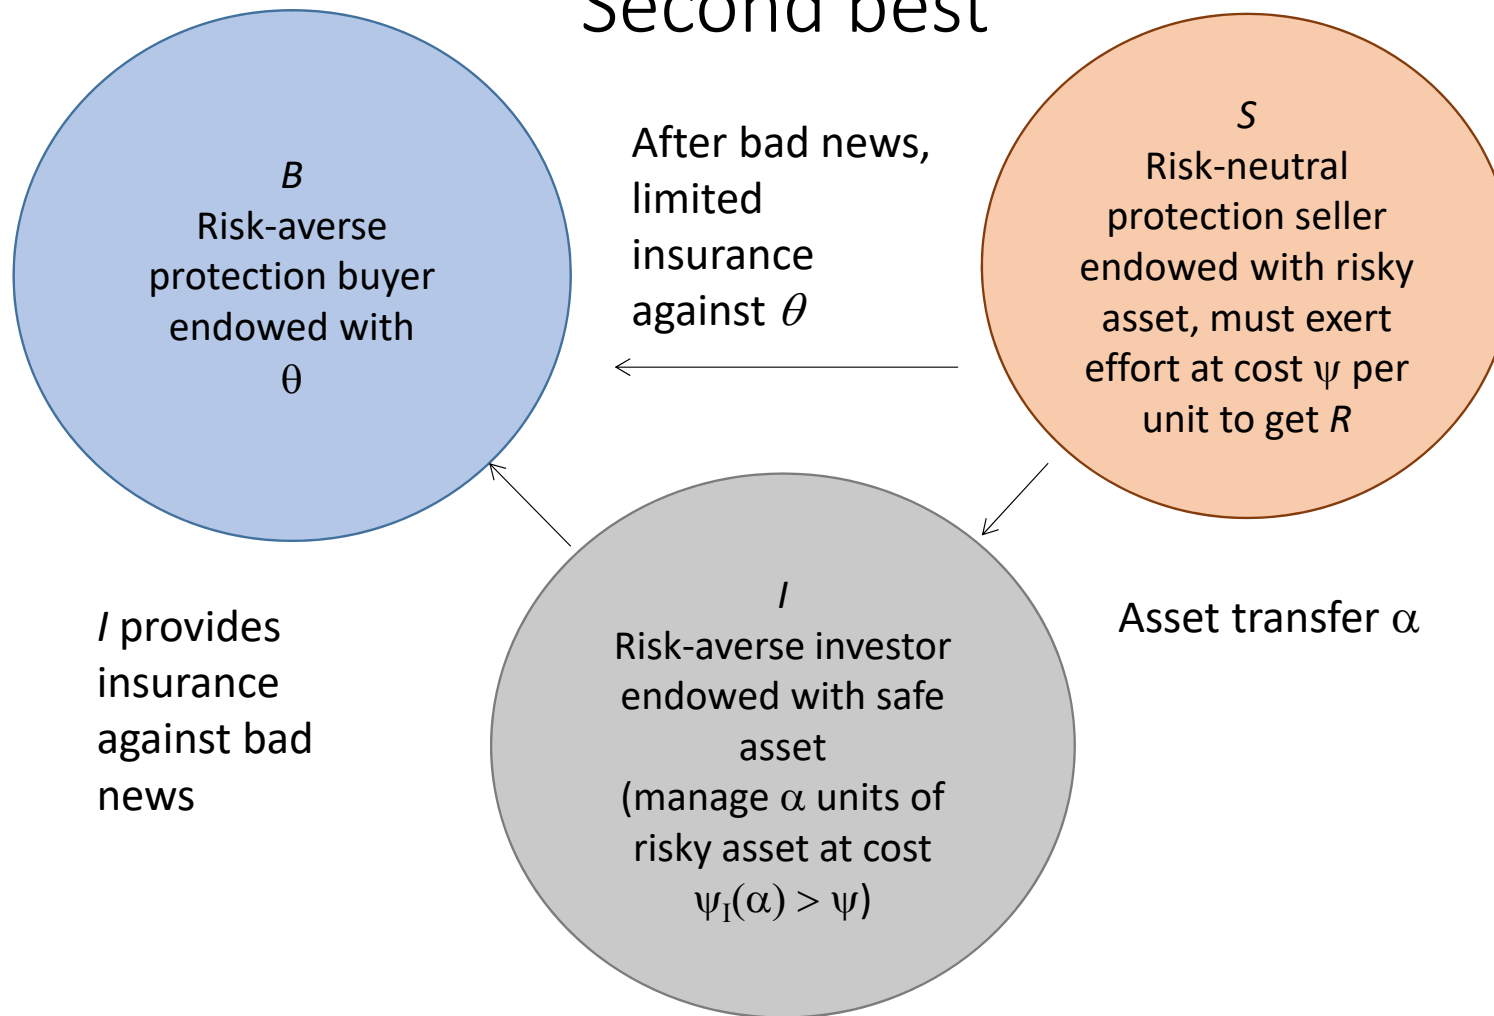 Second best
B
Risk-averse
protection buyer
endowed with
θ
After bad news,
limited
insurance
against θ
S
Risk-neutral
protection seller
endowed with risky
asset, must exert
effort at cost ψ per
unit to get R
I provides
insurance
against bad
news
I
Risk-averse investor
endowed with safe
asset
(manage α units of
risky asset at cost
ψ_I(α) > ψ)
Asset transfer α